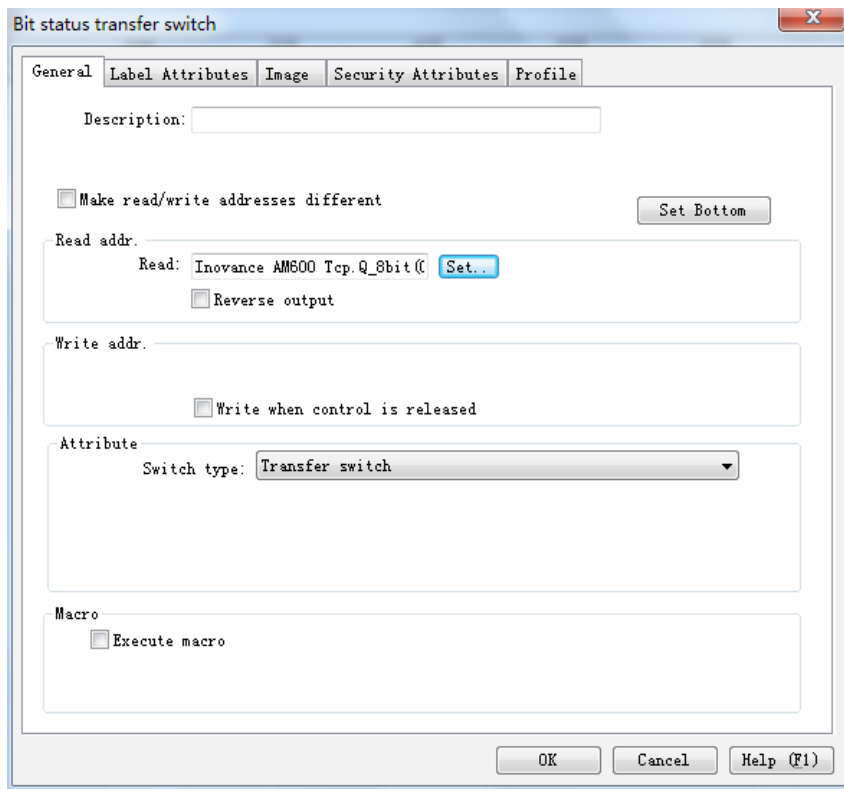 Bit status transfer switch
General Label Attributes Image Security Attributes Profile
Description:
Make read/write addresses different
Set Bottom
Read addr.
Read: Inovance AM600 Tcp.Q_8bit(0 Set..
Reverse output
Write addr.
Write when control is released
Attribute
Switch type: Transfer switch
Macro
Execute macro
OK Cancel Help (F1)